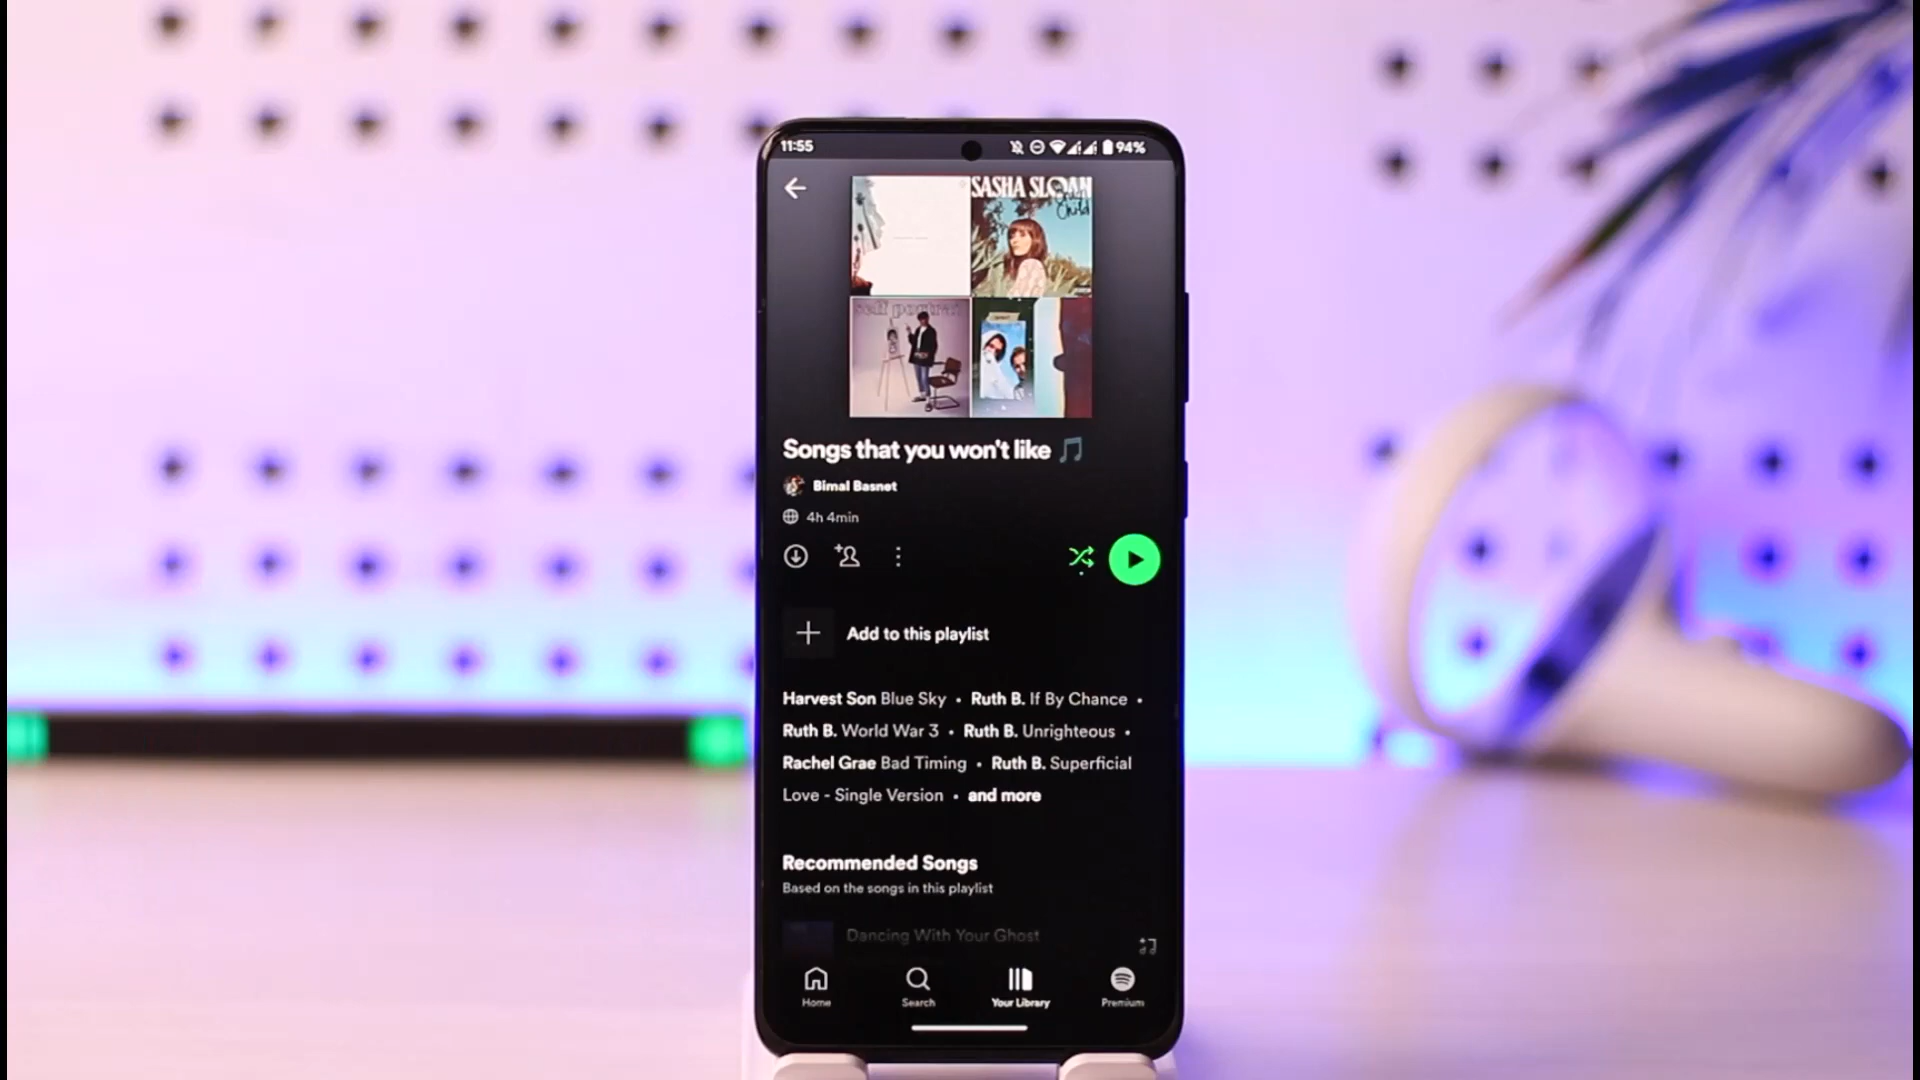 11:55
94%
SASHA SLOAN
Child
self portrait
Songs that you won't like
Bimal Basnet
4h 4min
Add to this playlist
Harvest Son Blue Sky • Ruth B. If By Chance •
Ruth B. World War 3 • Ruth B. Unrighteous •
Rachel Grae Bad Timing • Ruth B. Superficial
Love - Single Version • and more
Recommended Songs
Based on the songs in this playlist
Dancing With Your Ghost
Home
Search
Your Library
Premium